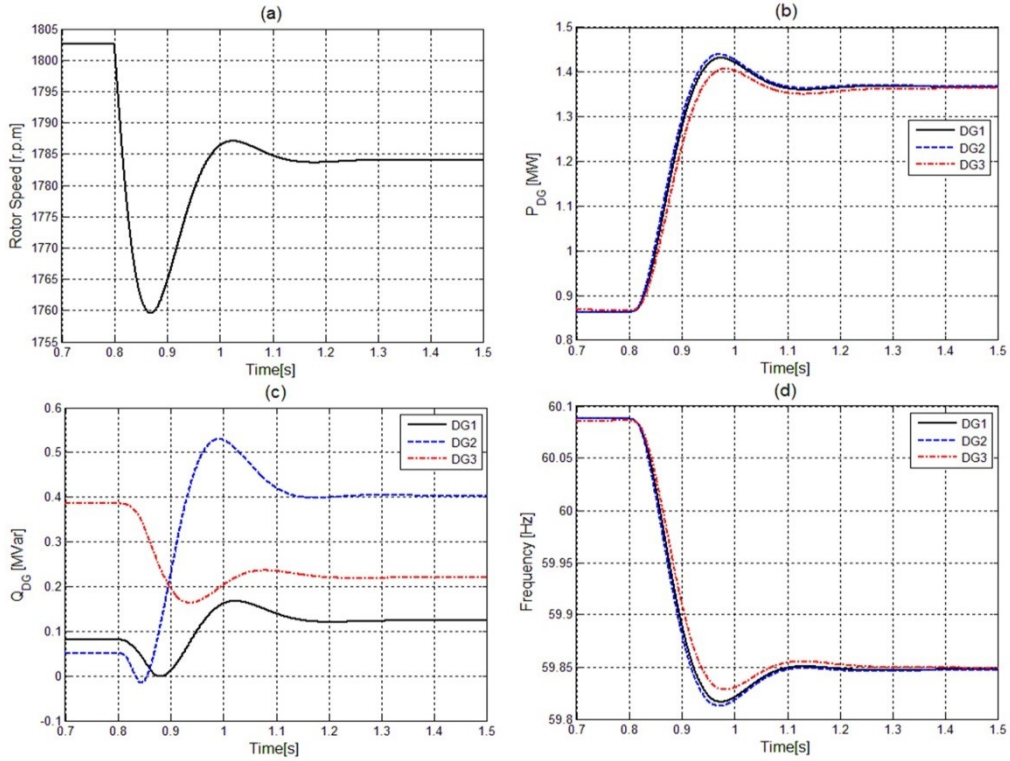 (a)
1805
1800
1795
1790
1785
1780
1775
1770
1765
1760
1755
Rotor Speed [r.p.m]
0.7 0.8 0.9 1 1.1 1.2 1.3 1.4 1.5
Time[s]
(b)
1.5
1.4
1.3
1.2
1.1
1
0.9
0.8
P_DG [MW]
DG1
DG2
DG3
0.7 0.8 0.9 1 1.1 1.2 1.3 1.4 1.5
Time[s]
(c)
0.6
0.5
0.4
0.3
0.2
0.1
0
-0.1
Q_DG [MVar]
DG1
DG2
DG3
0.7 0.8 0.9 1 1.1 1.2 1.3 1.4 1.5
Time[s]
(d)
60.1
60.05
60
59.95
59.9
59.85
59.8
Frequency [Hz]
DG1
DG2
DG3
0.7 0.8 0.9 1 1.1 1.2 1.3 1.4 1.5
Time[s]